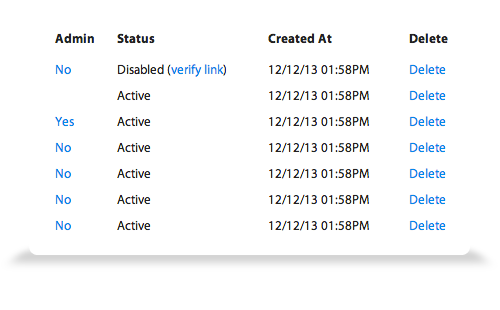 Admin Status Created At Delete
No Disabled (verify link) 12/12/13 01:58PM Delete
Active 12/12/13 01:58PM Delete
Yes Active 12/12/13 01:58PM Delete
No Active 12/12/13 01:58PM Delete
No Active 12/12/13 01:58PM Delete
No Active 12/12/13 01:58PM Delete
No Active 12/12/13 01:58PM Delete